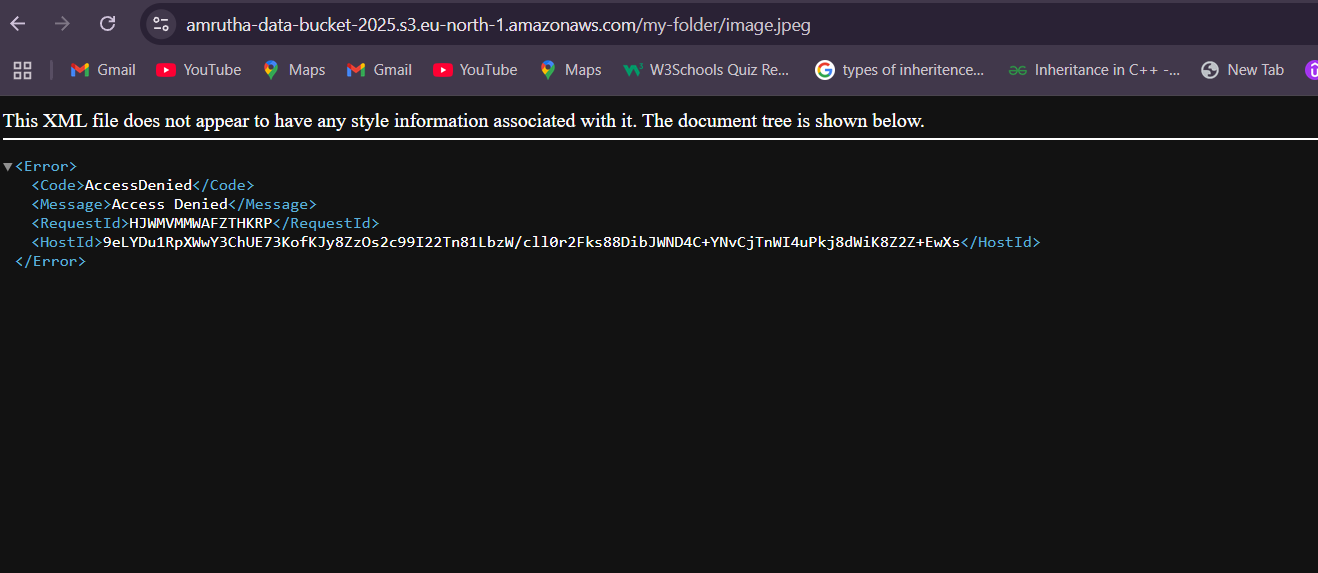 amrutha-data-bucket-2025.s3.eu-north-1.amazonaws.com/my-folder/image.jpeg
Gmail YouTube Maps Gmail YouTube Maps W3Schools Quiz Re... types of inheritence... Inheritance in C++ -... New Tab
This XML file does not appear to have any style information associated with it. The document tree is shown below.
▼<Error>
<Code>AccessDenied</Code>
<Message>Access Denied</Message>
<RequestId>HJWMVMMWAFZTHKRP</RequestId>
<HostId>9eLYDu1RpXWwY3ChUE73KofKJy8ZzOs2c99I22Tn81LbzW/cll0r2Fks88DibJWND4C+YNvCjTnWI4uPkj8dWiK8Z2Z+EwXs</HostId>
</Error>